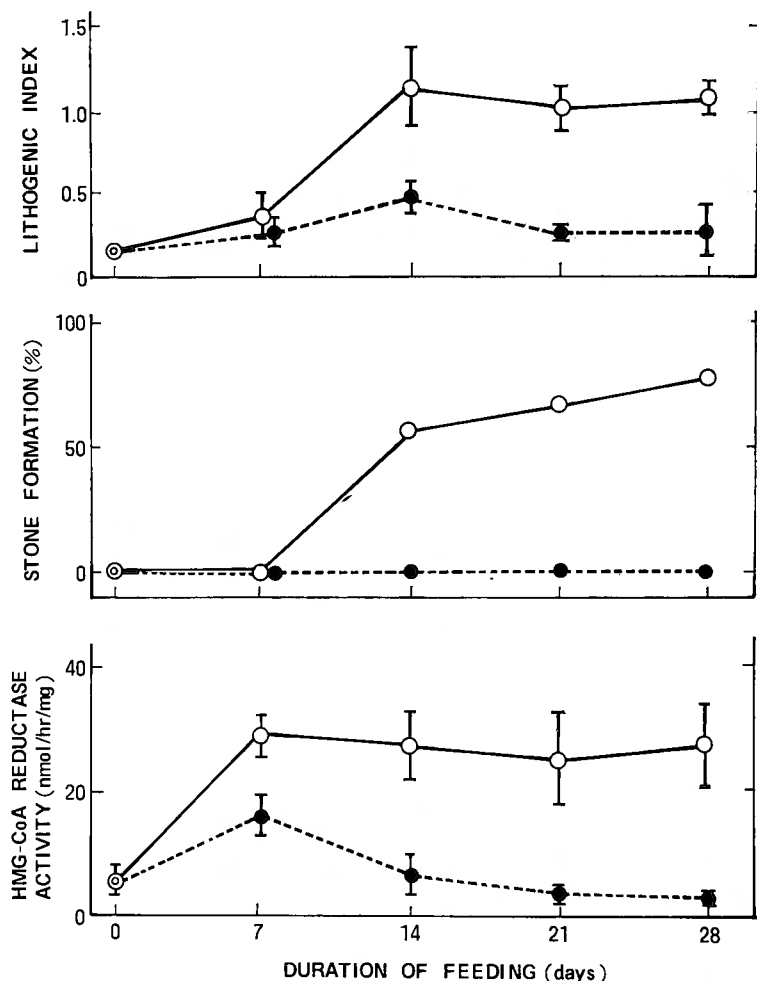 LITHOGENIC INDEX
1.5
1.0
0.5
0
STONE FORMATION (%)
100
50
0
HMG-CoA REDUCTASE
ACTIVITY (nmol/hr/mg)
40
20
0
0 7 14 21 28
DURATION OF FEEDING (days)